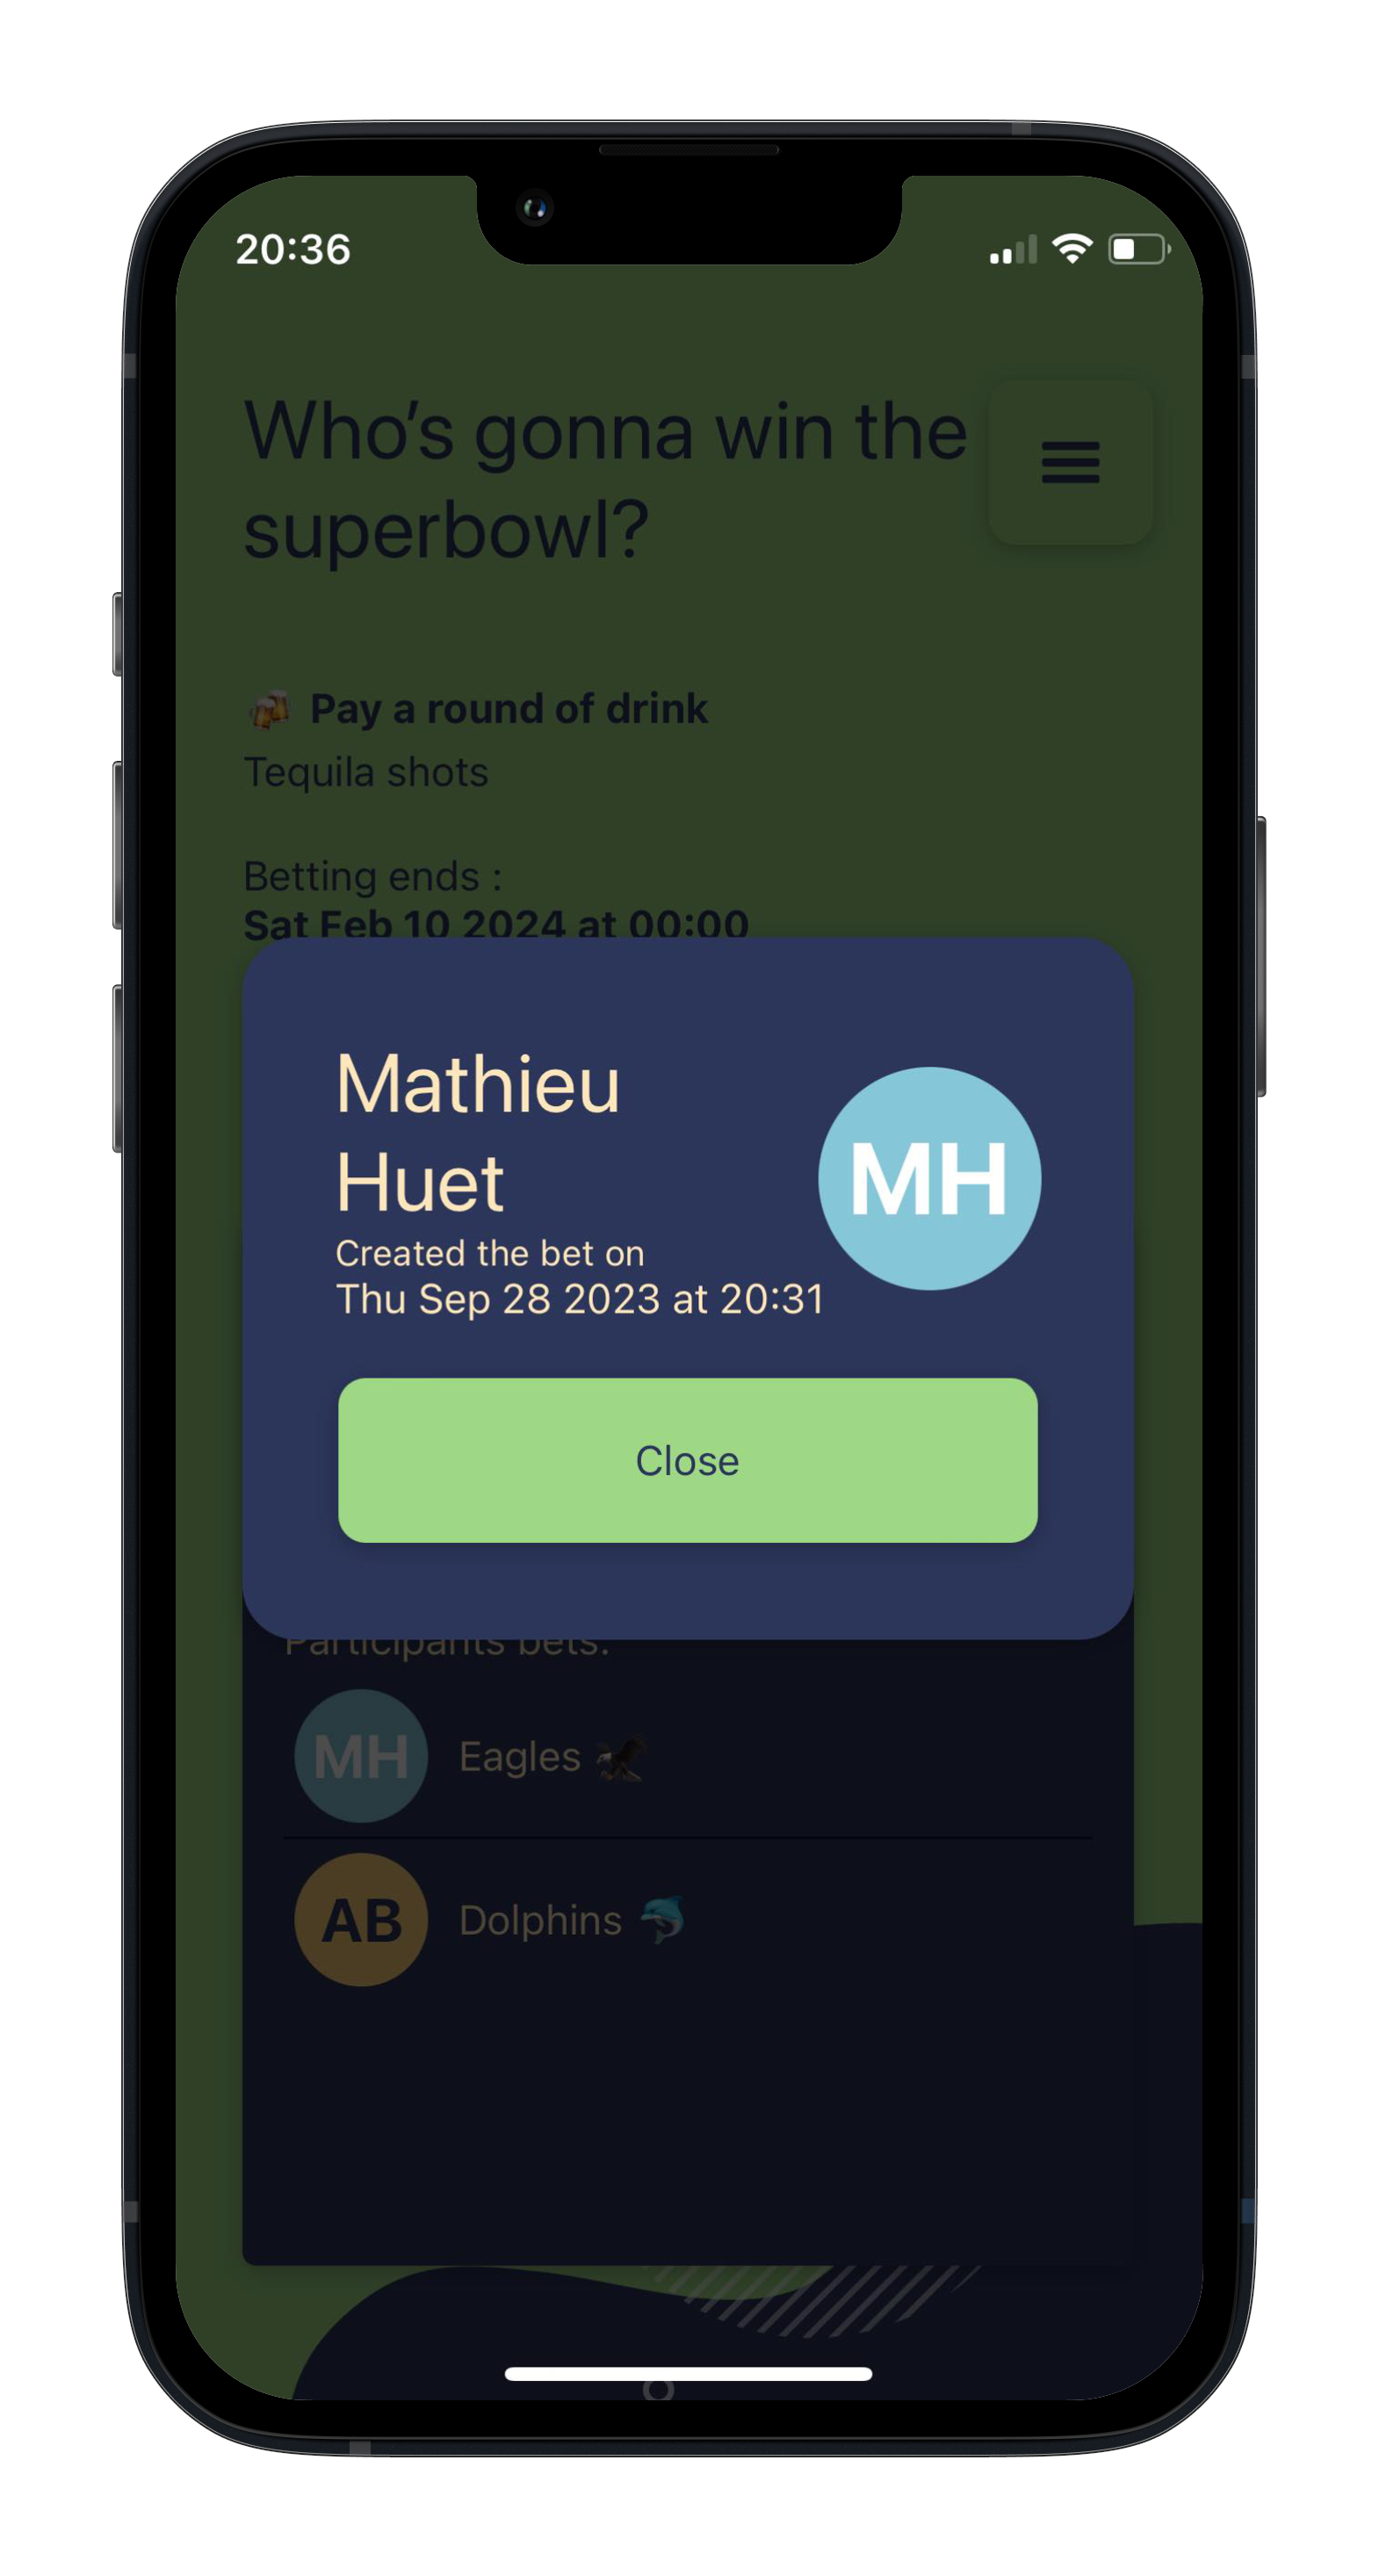 20:36
Who’s gonna win the
superbowl?
🍻 Pay a round of drink
Tequila shots
Betting ends :
Sat Feb 10 2024 at 00:00
Mathieu
Huet
MH
Created the bet on
Thu Sep 28 2023 at 20:31
Close
Participants bets:
MH
Eagles 🦅
AB
Dolphins 🐬